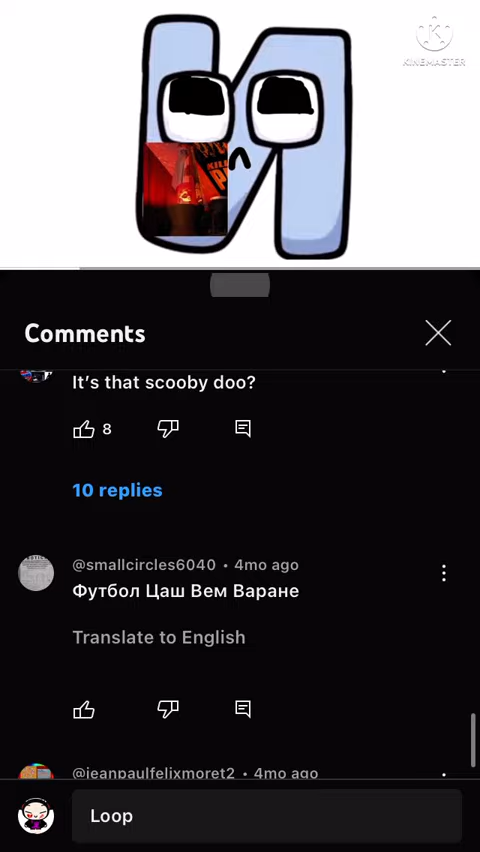 KINEMASTER
Comments
It's that scooby doo?
8
10 replies
@smallcircles6040 • 4mo ago
Футбол Цаш Вем Варане
Translate to English
@jeanpaulfelixmoret2 • 4mo ago
Loop